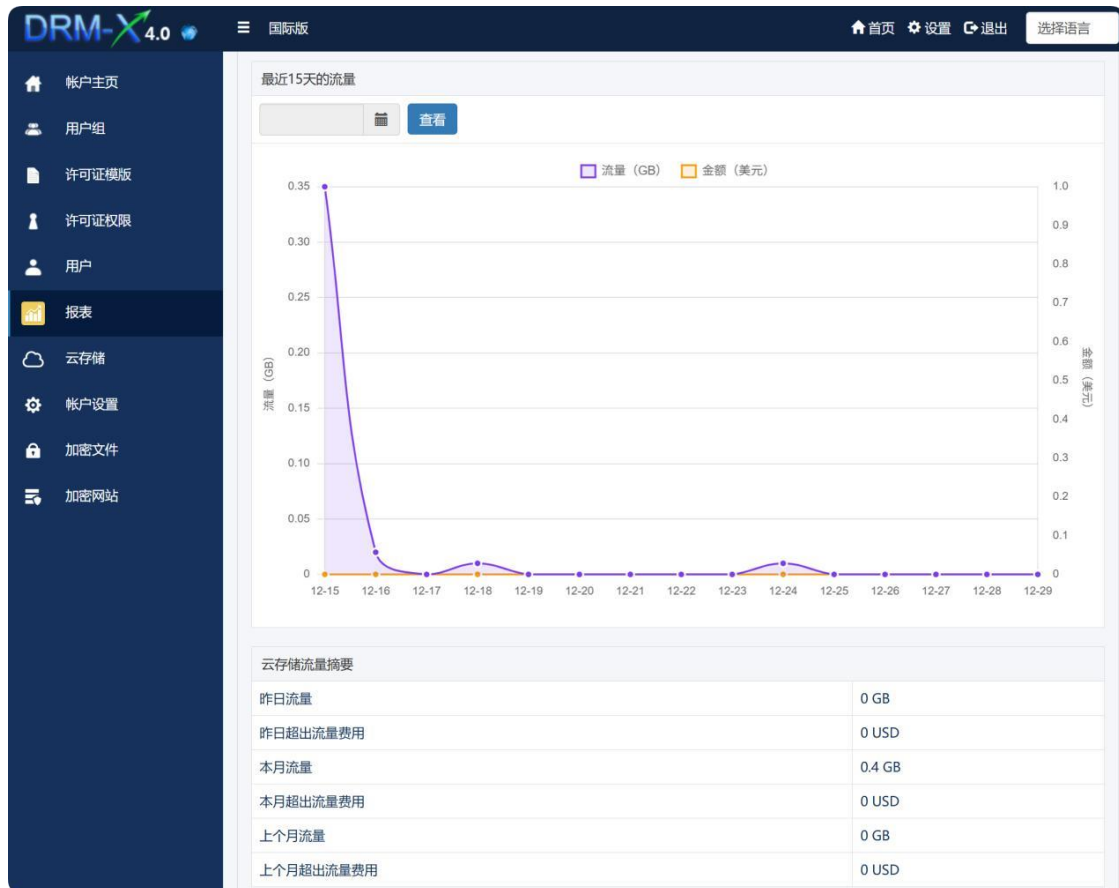 DRM-X 4.0
国际版
首页 设置 退出 选择语言
帐户主页
用户组
许可证模版
许可证权限
用户
报表
云存储
帐户设置
加密文件
加密网站
最近15天的流量
查看
流量（GB） 金额（美元）
0.35
0.30
0.25
0.20
0.15
0.10
0.05
0
流量（GB）
1.0
0.9
0.8
0.7
0.6
0.5
0.4
0.3
0.2
0.1
0
金额（美元）
12-15 12-16 12-17 12-18 12-19 12-20 12-21 12-22 12-23 12-24 12-25 12-26 12-27 12-28 12-29
云存储流量摘要
昨日流量 0 GB
昨日超出流量费用 0 USD
本月流量 0.4 GB
本月超出流量费用 0 USD
上个月流量 0 GB
上个月超出流量费用 0 USD